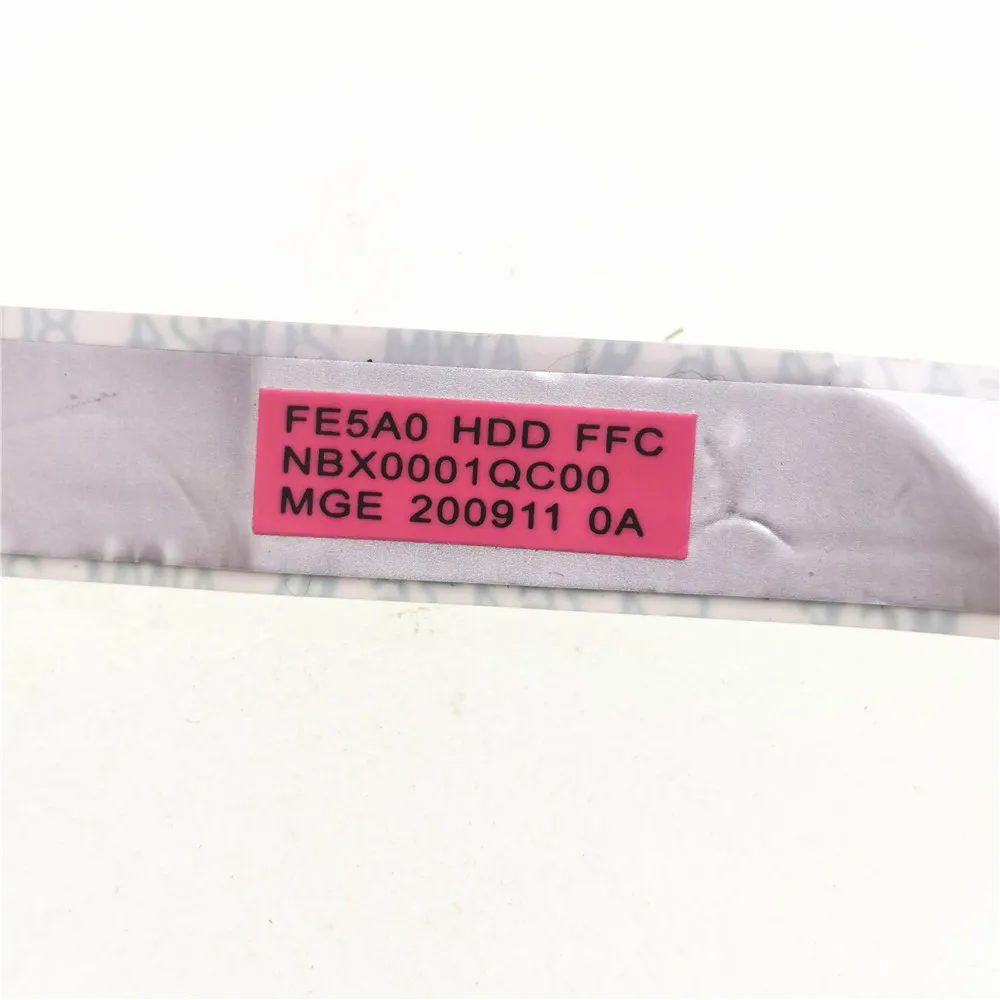 FE5A0 HDD FFC
NBX0001QC00
MGE 200911 0A